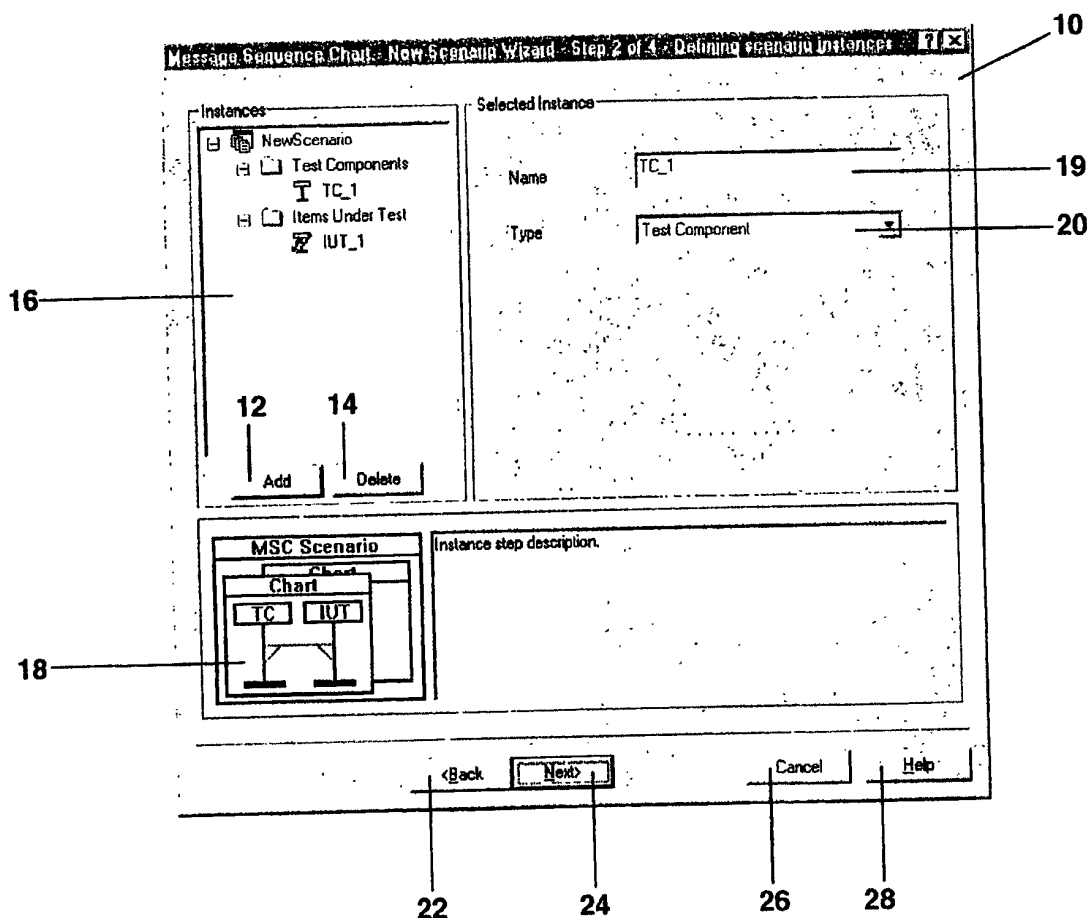 10
Message Sequence Chart - New Scenario Wizard - Step 2 of 4 - Defining scenario instances
Instances
NewScenario
Test Components
TC_1
Items Under Test
IUT_1
16
12
14
Add
Delete
Selected Instance
Name
TC_1
19
Type
Test Component
20
MSC Scenario
Chart
Chart
TC
IUT
18
Instance step description.
<Back
Next>
Cancel
Help
22
24
26
28